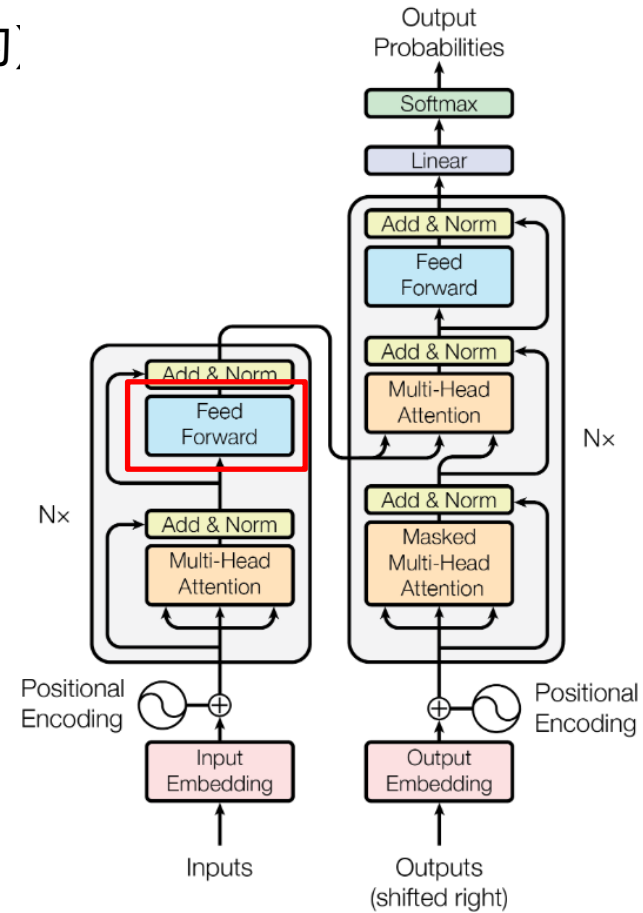 Output
Probabilities
Softmax
Linear
Add & Norm
Feed
Forward
Add & Norm
Multi-Head
Attention
Add & Norm
Masked
Multi-Head
Attention
N×
Add & Norm
Feed
Forward
Add & Norm
Multi-Head
Attention
N×
Positional
Encoding
Positional
Encoding
Input
Embedding
Output
Embedding
Inputs
Outputs
(shifted right)